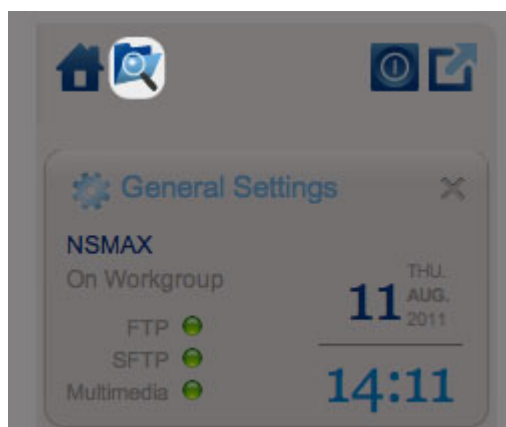 General Settings
NSMAX
On Workgroup
THU.
11 AUG.
2011
FTP
SFTP
Multimedia
14:11